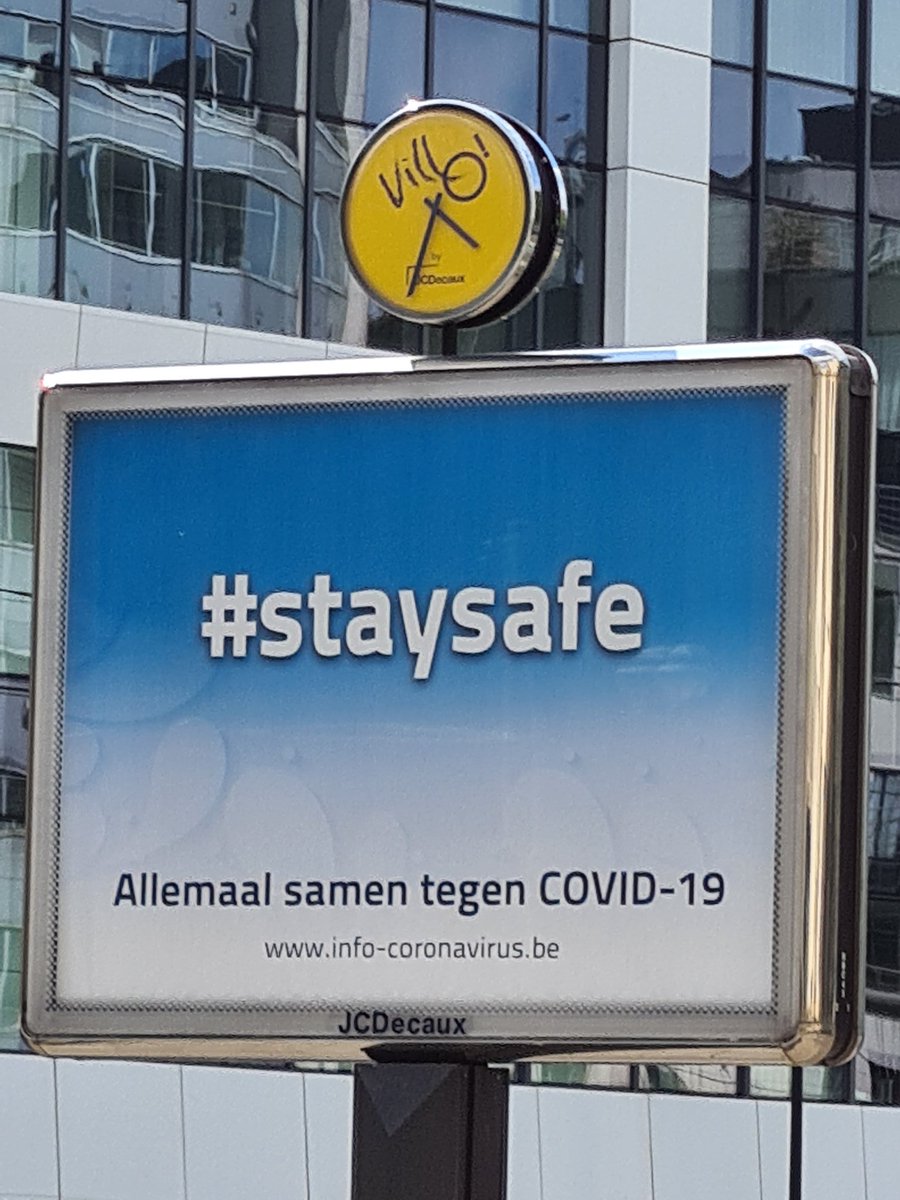 Villo!
by
JCDecaux
#staysafe
Allemaal samen tegen COVID-19
www.info-coronavirus.be
JCDecaux